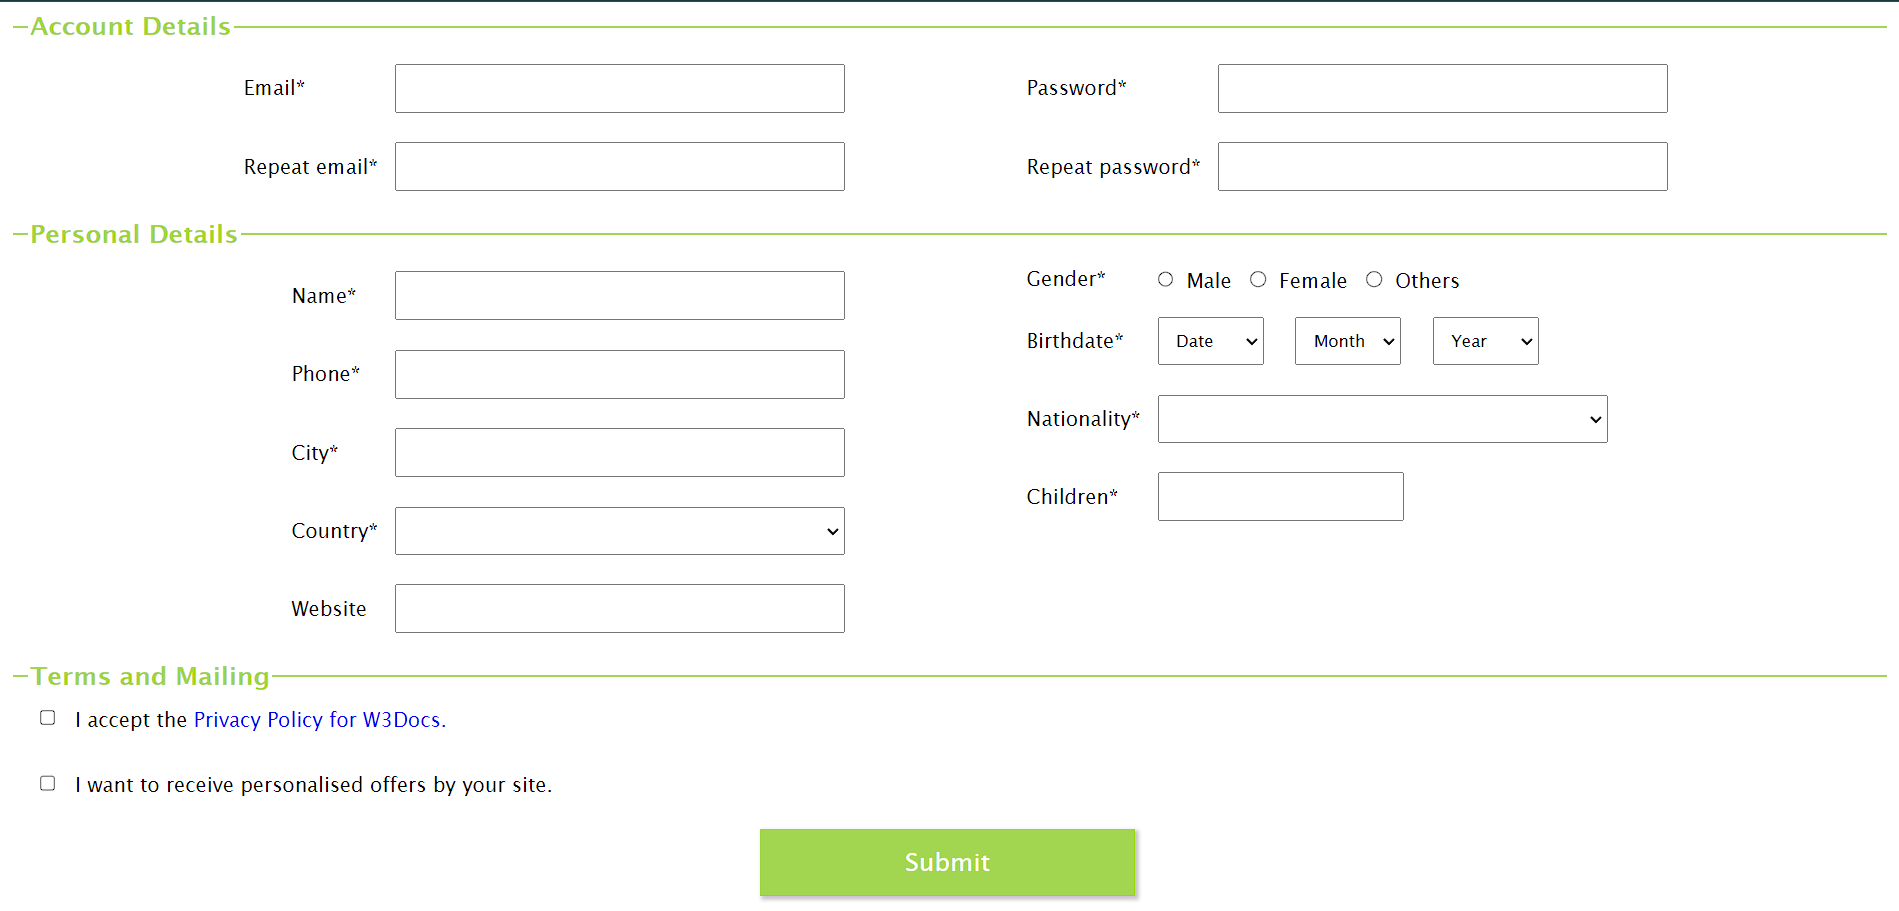 Account Details
Email*
Password*
Repeat email*
Repeat password*
Personal Details
Name*
Gender* Male Female Others
Phone*
Birthdate* Date Month Year
City*
Nationality*
Country*
Children*
Website
Terms and Mailing
I accept the Privacy Policy for W3Docs.
I want to receive personalised offers by your site.
Submit